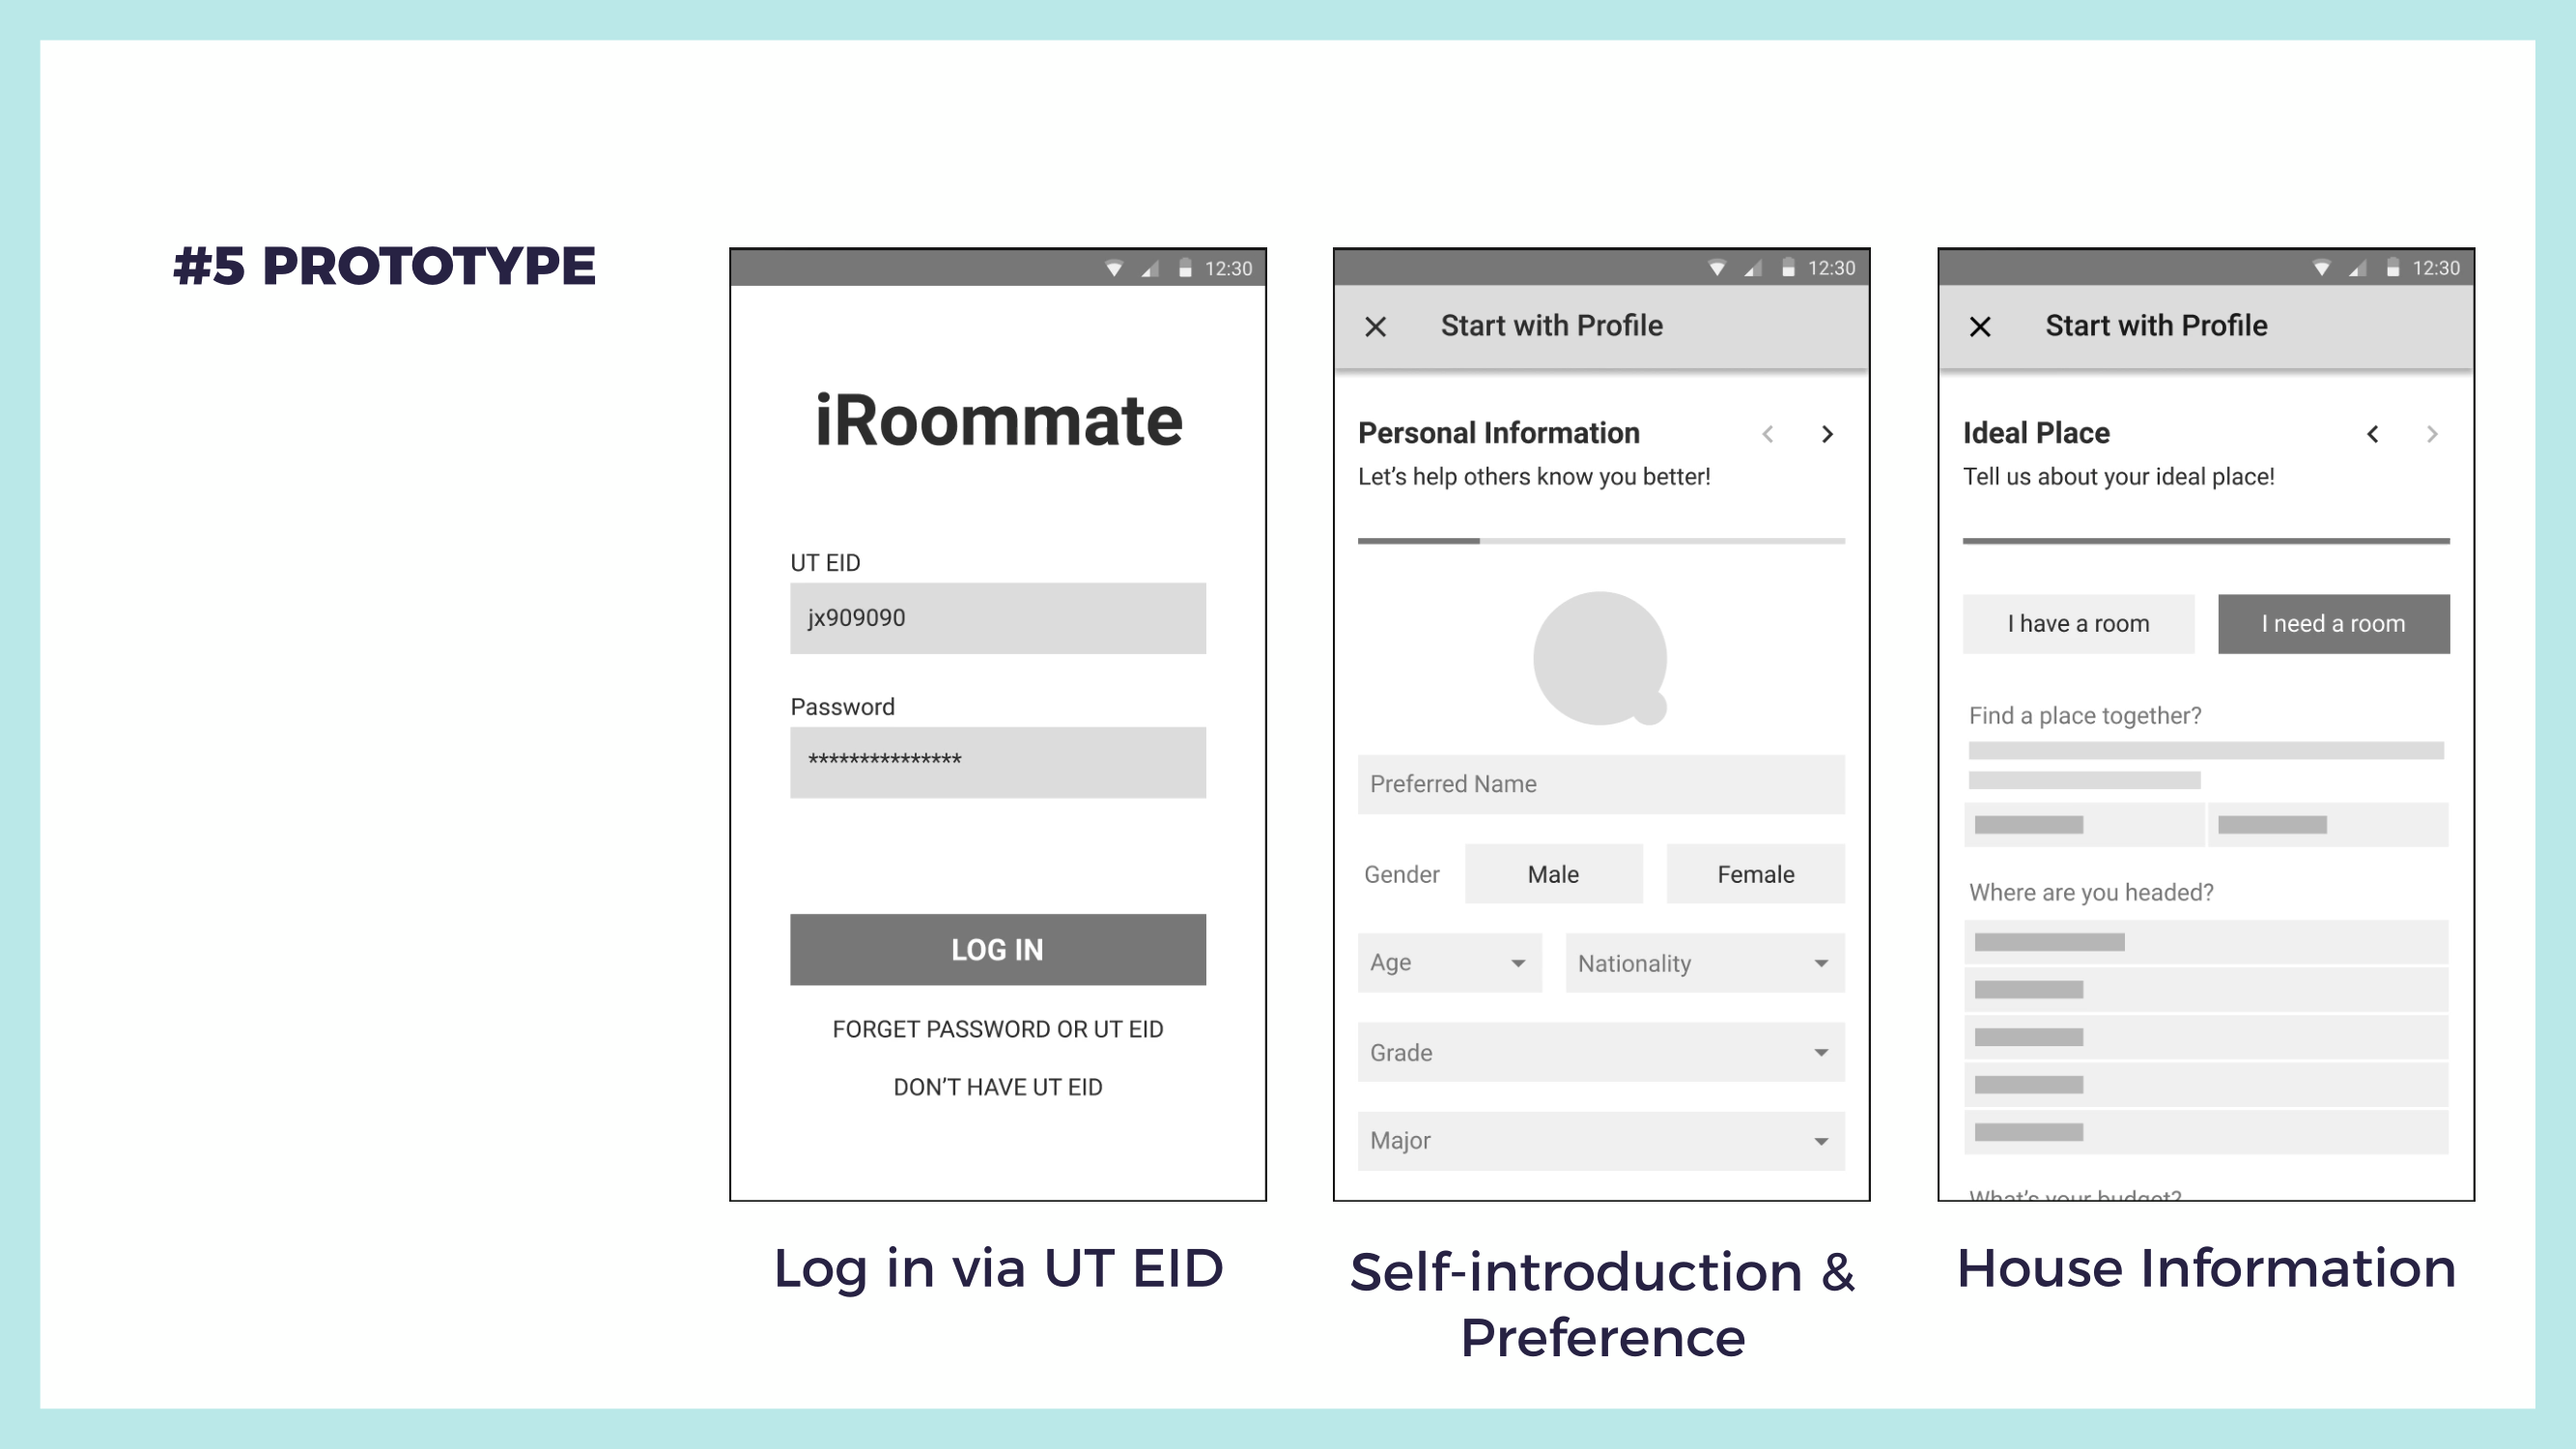 #5 PROTOTYPE
12:30
iRoommate
UT EID
jx909090
Password
***************
LOG IN
FORGET PASSWORD OR UT EID
DON'T HAVE UT EID
Log in via UT EID
12:30
Start with Profile
Personal Information
Let's help others know you better!
Preferred Name
Gender Male Female
Age Nationality
Grade
Major
Self-introduction &
Preference
12:30
Start with Profile
Ideal Place
Tell us about your ideal place!
I have a room I need a room
Find a place together?
Where are you headed?
What's your budget?
House Information